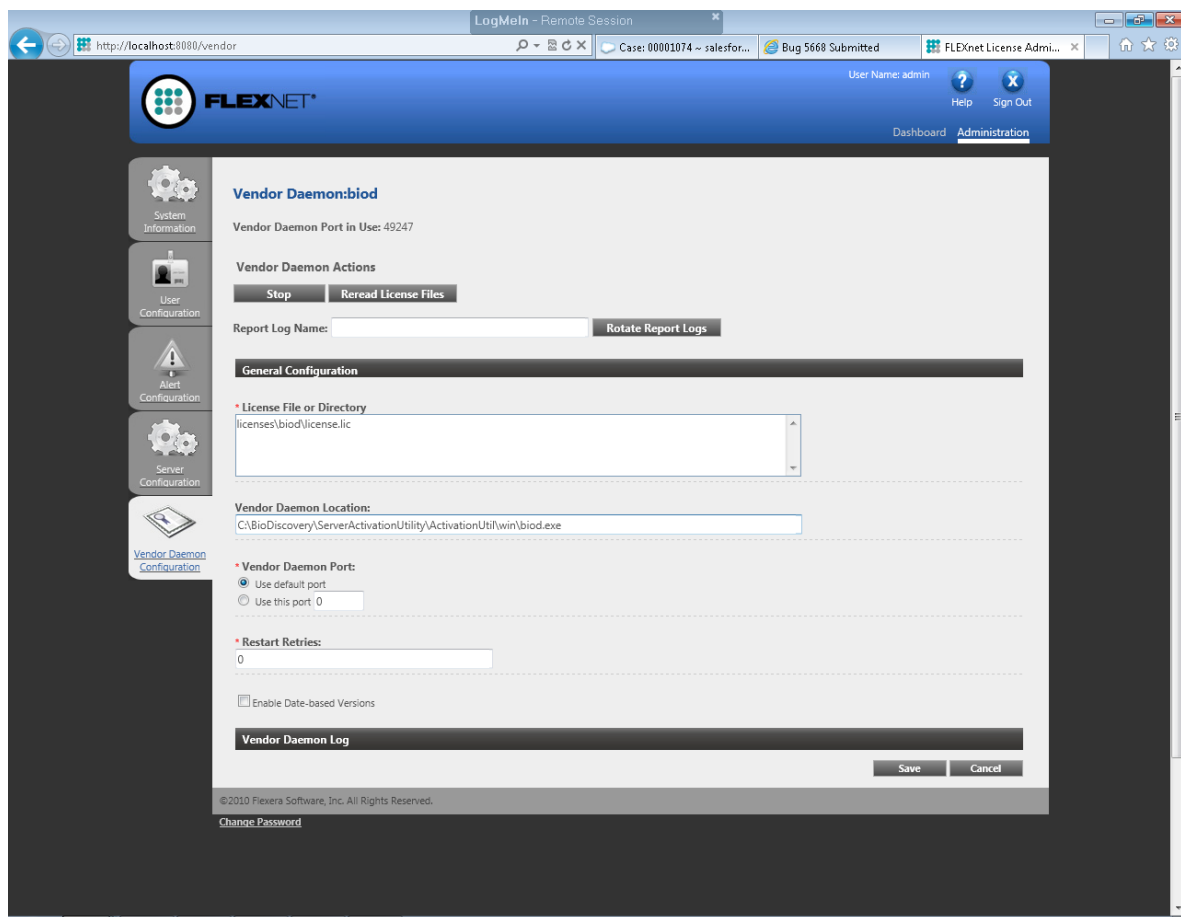 LogMeIn - Remote Session
http://localhost:8080/vendor
Case: 00001074 ~ salesfor...
Bug 5668 Submitted
FLEXnet License Admi...
FLEXNET
User Name: admin
Help
Sign Out
Dashboard
Administration
System
Information
User
Configuration
Alert
Configuration
Server
Configuration
Vendor Daemon
Configuration
Vendor Daemon:biod
Vendor Daemon Port in Use: 49247
Vendor Daemon Actions
Stop
Reread License Files
Report Log Name:
Rotate Report Logs
General Configuration
* License File or Directory
licenses\biod\license.lic
Vendor Daemon Location:
C:\BioDiscovery\ServerActivationUtility\ActivationUtil\win\biod.exe
* Vendor Daemon Port:
Use default port
Use this port 0
* Restart Retries:
0
Enable Date-based Versions
Vendor Daemon Log
Save
Cancel
©2010 Flexera Software, Inc. All Rights Reserved.
Change Password